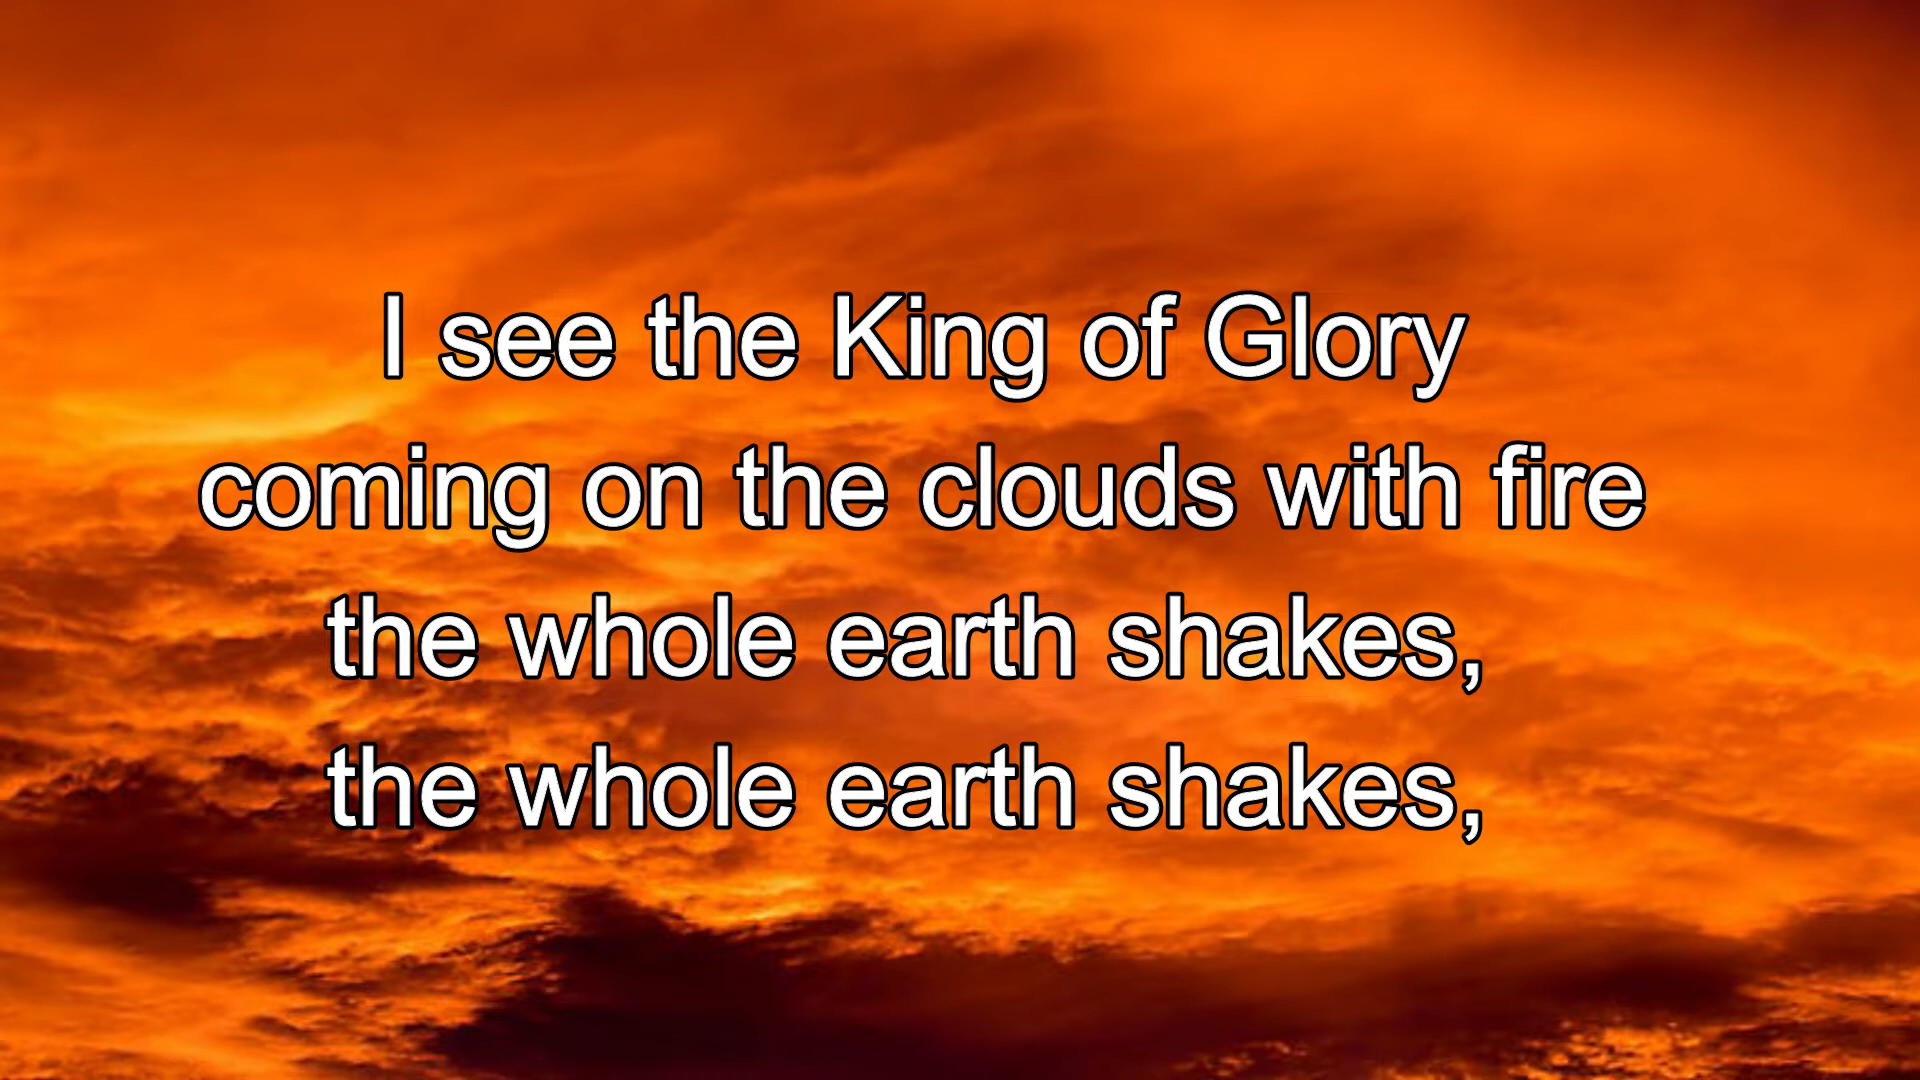 I see the King of Glory
coming on the clouds with fire
the whole earth shakes,
the whole earth shakes,